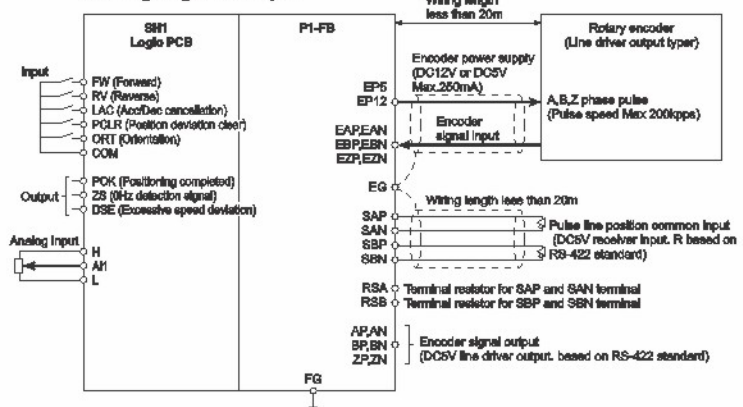 Wiring length
less than 20m
SH1
Logic PCB
P1-FB
Rotary encoder
(Line driver output typer)
Encoder power supply
(DC12V or DC5V
Max.250mA)
Input
FW (Forward)
RV (Reverse)
LAC (Acc/Dec cancellation)
PCLR (Position deviation clear)
ORT (Orientation)
COM
EP5
EP12
A,B,Z phase pulse
(Pulse speed Max 200kpps)
EAP,EAN
EBP,EBN
EZP,EZN
Encoder
signal input
Output
POK (Positioning completed)
ZS (0Hz detection signal)
DSE (Excessive speed deviation)
EG
Wiring length less than 20m
Analog Input
H
AI1
L
SAP
SAN
SBP
SBN
Pulse line position common input
(DC5V receiver input. R based on
RS-422 standard)
RSA Terminal resistor for SAP and SAN terminal
RSB Terminal resistor for SBP and SBN terminal
AP,AN
BP,BN
ZP,ZN
Encoder signal output
(DC5V line driver output. based on RS-422 standard)
FG